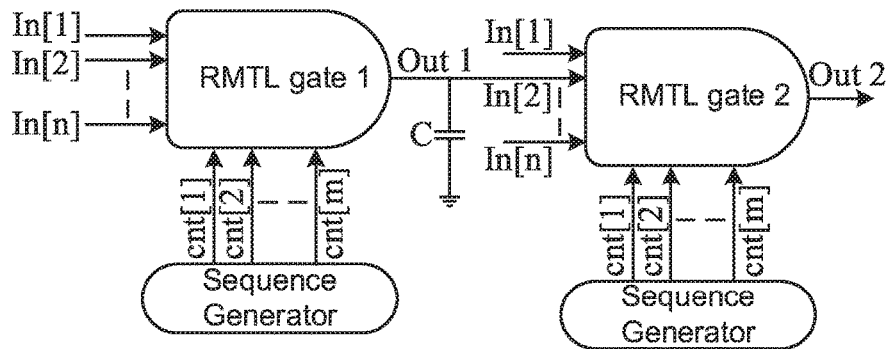 In[1]
In[2]
In[n]
RMTL gate 1
Out 1
C
cnt[1]
cnt[2]
cnt[m]
Sequence
Generator
In[1]
In[2]
In[n]
RMTL gate 2
Out 2
cnt[1]
cnt[2]
cnt[m]
Sequence
Generator